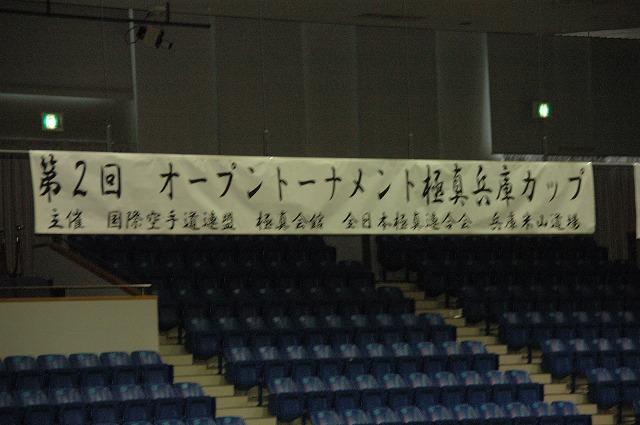 第2回 オープントーナメント極真兵庫カップ
主催 国際空手道連盟 極真会館 全日本極真連合会 兵庫米山道場